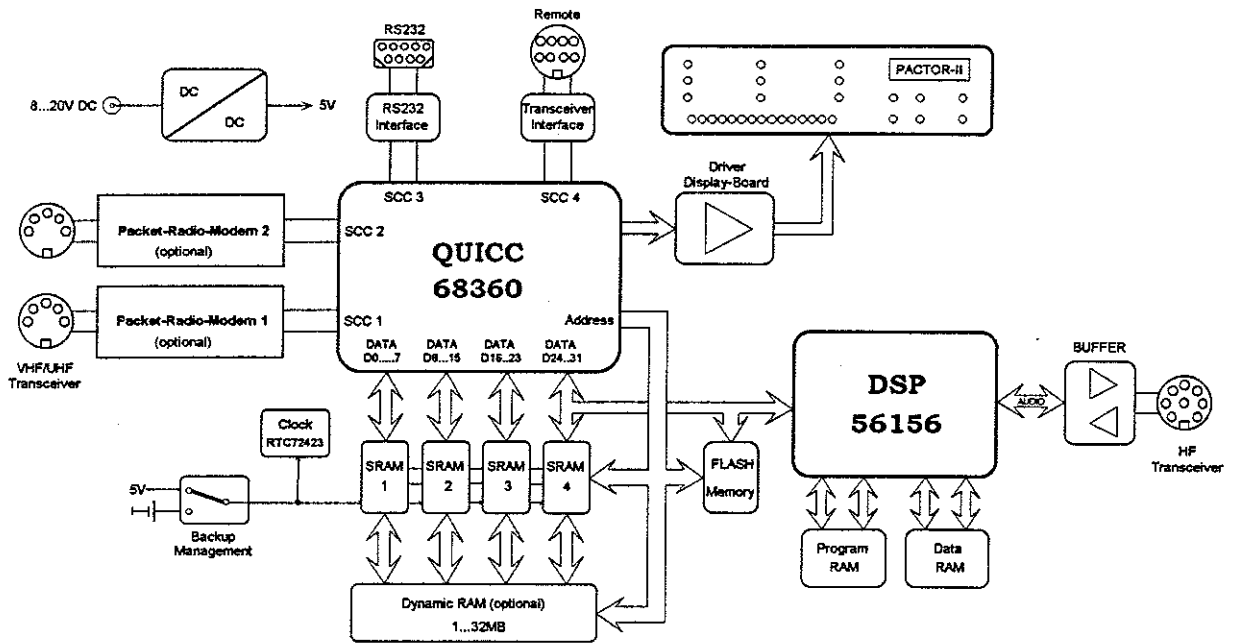 RS232
Remote
8...20V DC
DC
DC
5V
RS232
Interface
Transceiver
Interface
PACTOR-II
Driver
Display-Board
SCC 3
SCC 4
Packet-Radio-Modem 2
(optional)
SCC 2
QUICC
68360
Packet-Radio-Modem 1
(optional)
SCC 1
Address
VHF/UHF
Transceiver
DATA
D0.....7
DATA
D8...15
DATA
D16..23
DATA
D24..31
DSP
56156
BUFFER
AUDIO
HF
Transceiver
Clock
RTC72423
SRAM
1
SRAM
2
SRAM
3
SRAM
4
FLASH
Memory
5V
Backup
Management
Program
RAM
Data
RAM
Dynamic RAM (optional)
1...32MB